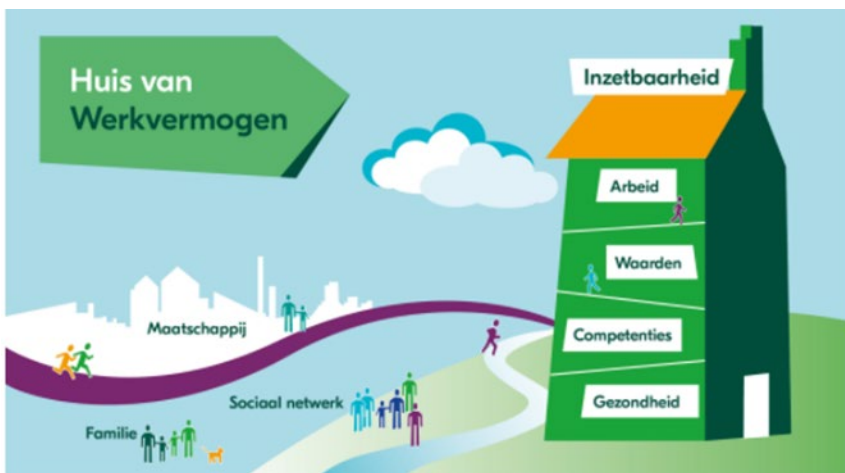 Huis van
Werkvermogen
Inzetbaarheid
Arbeid
Waarden
Competenties
Gezondheid
Maatschappij
Sociaal netwerk
Familie